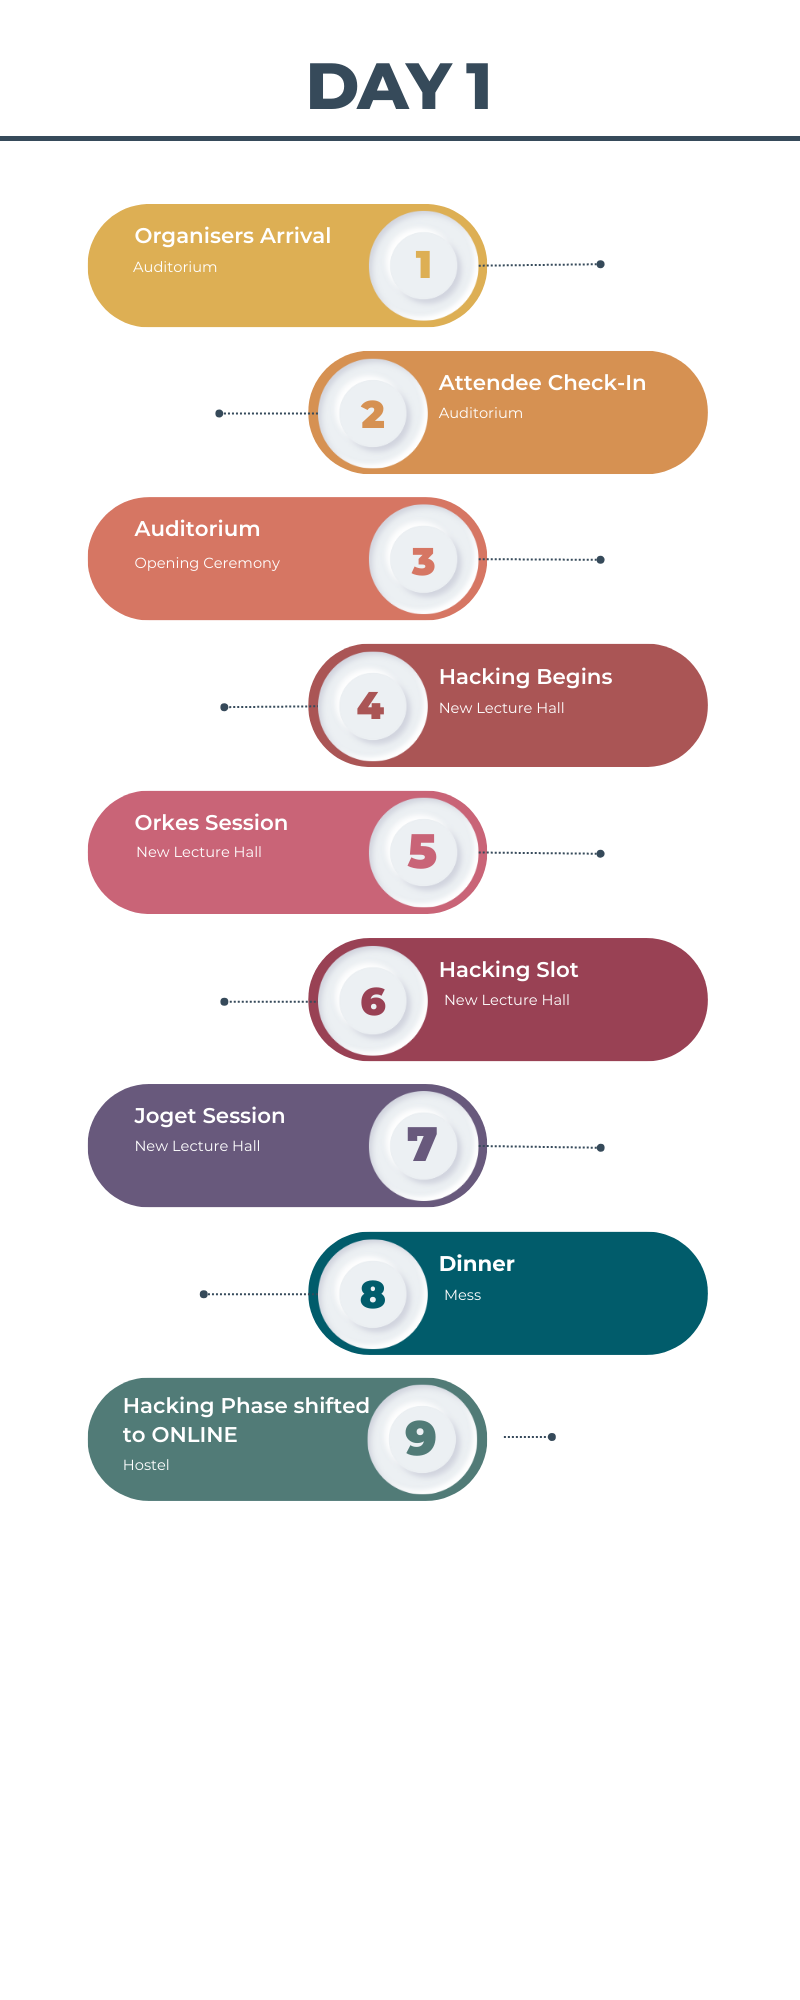 DAY 1
Organisers Arrival
Auditorium
1
2
Attendee Check-In
Auditorium
Auditorium
Opening Ceremony
3
4
Hacking Begins
New Lecture Hall
Orkes Session
New Lecture Hall
5
6
Hacking Slot
New Lecture Hall
Joget Session
New Lecture Hall
7
8
Dinner
Mess
Hacking Phase shifted
to ONLINE
Hostel
9